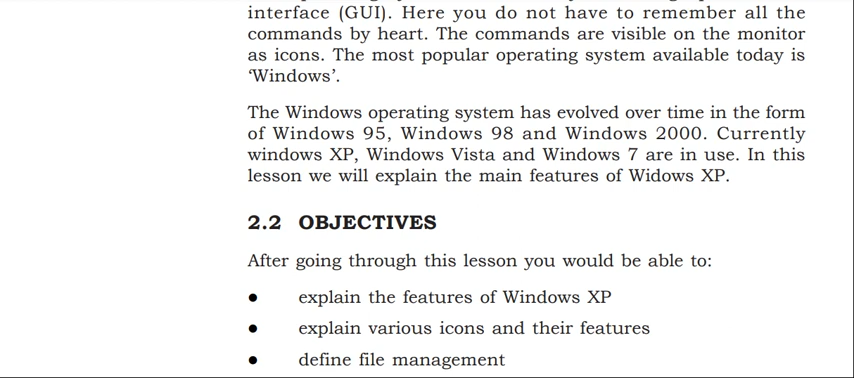 interface (GUI). Here you do not have to remember all the
commands by heart. The commands are visible on the monitor
as icons. The most popular operating system available today is
‘Windows’.
The Windows operating system has evolved over time in the form
of Windows 95, Windows 98 and Windows 2000. Currently
windows XP, Windows Vista and Windows 7 are in use. In this
lesson we will explain the main features of Widows XP.
2.2 OBJECTIVES
After going through this lesson you would be able to:
● explain the features of Windows XP
● explain various icons and their features
● define file management